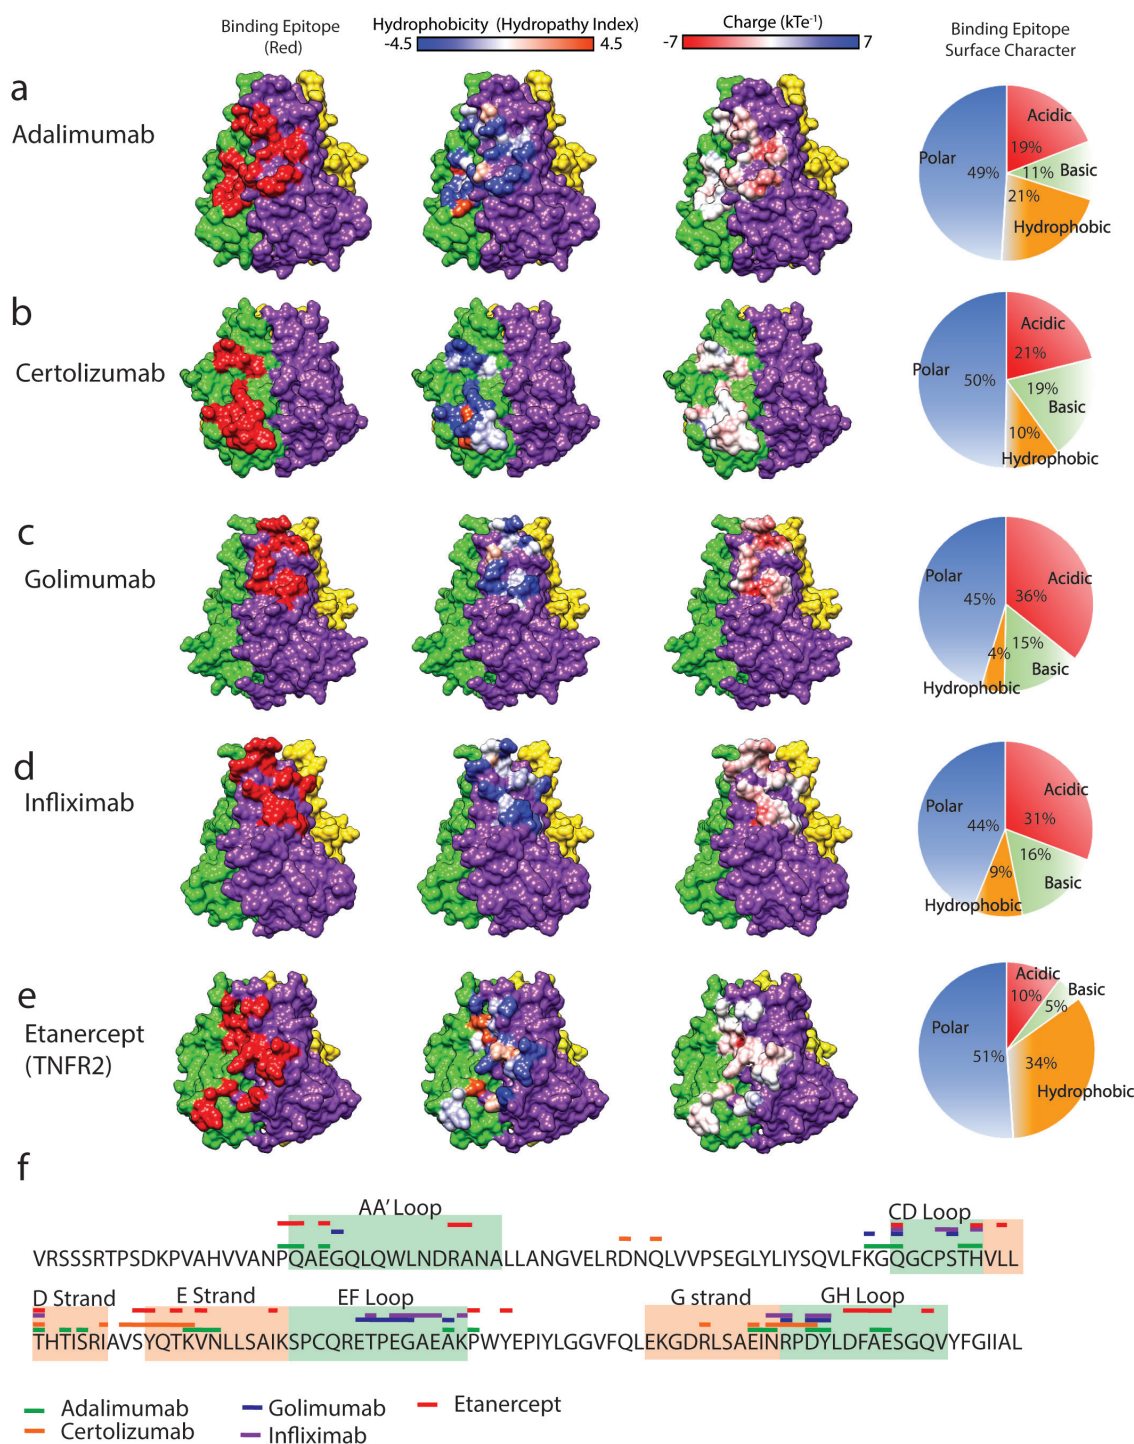 Binding Epitope
(Red)
Hydrophobicity (Hydropathy Index)
-4.5 4.5
Charge (kTe⁻¹)
-7 7
Binding Epitope
Surface Character
a
Adalimumab
Acidic
19%
Polar
49%
11%
Basic
21%
Hydrophobic
b
Certolizumab
Acidic
21%
Polar
50%
19%
Basic
10%
Hydrophobic
c
Golimumab
Polar
45%
Acidic
36%
15%
4%
Basic
Hydrophobic
d
Infliximab
Acidic
31%
Polar
44%
16%
9%
Basic
Hydrophobic
e
Etanercept
(TNFR2)
Acidic
10%
Basic
5%
Polar
51%
34%
Hydrophobic
f
AA' Loop
CD Loop
VRSSSRTPSDKPVAHVVANPQAEGQLQWLNDRANALLANGVELRDNQLVVPSEGLYLIYSQVLFKGQGCPSTHVLL
D Strand
E Strand
EF Loop
G strand
GH Loop
THTISRIAVSYQTKVNLLSAIKSPCQRETPEGAEAKPWYEPIYLGGVFQLEKGDRLSAEINRPDYLDFAESGQVYFGIIAL
Adalimumab
Golimumab
Etanercept
Certolizumab
Infliximab